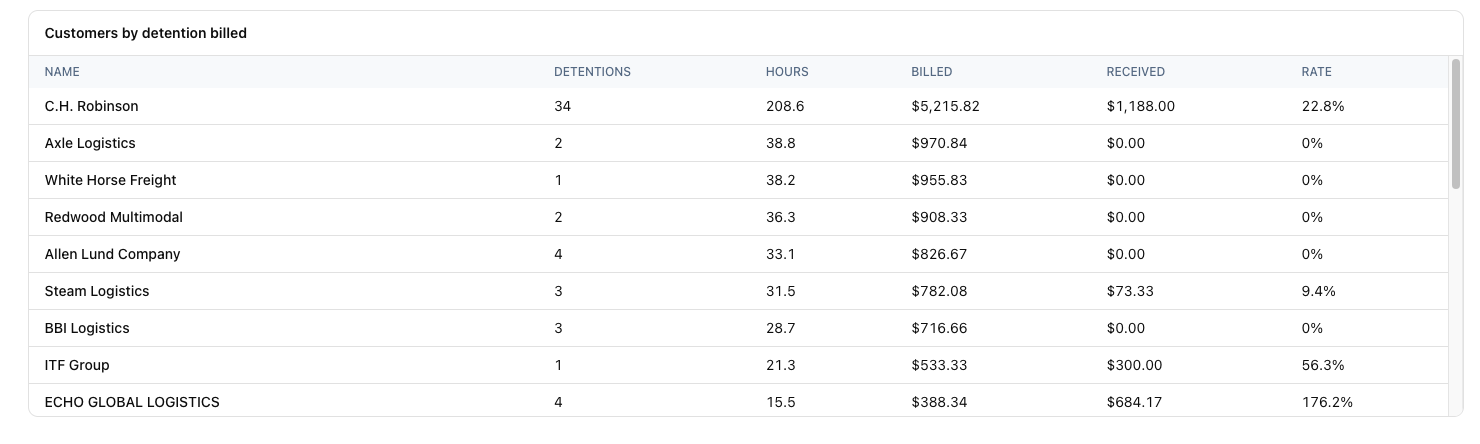 Customers by detention billed
NAME DETENTIONS HOURS BILLED RECEIVED RATE
C.H. Robinson 34 208.6 $5,215.82 $1,188.00 22.8%
Axle Logistics 2 38.8 $970.84 $0.00 0%
White Horse Freight 1 38.2 $955.83 $0.00 0%
Redwood Multimodal 2 36.3 $908.33 $0.00 0%
Allen Lund Company 4 33.1 $826.67 $0.00 0%
Steam Logistics 3 31.5 $782.08 $73.33 9.4%
BBI Logistics 3 28.7 $716.66 $0.00 0%
ITF Group 1 21.3 $533.33 $300.00 56.3%
ECHO GLOBAL LOGISTICS 4 15.5 $388.34 $684.17 176.2%